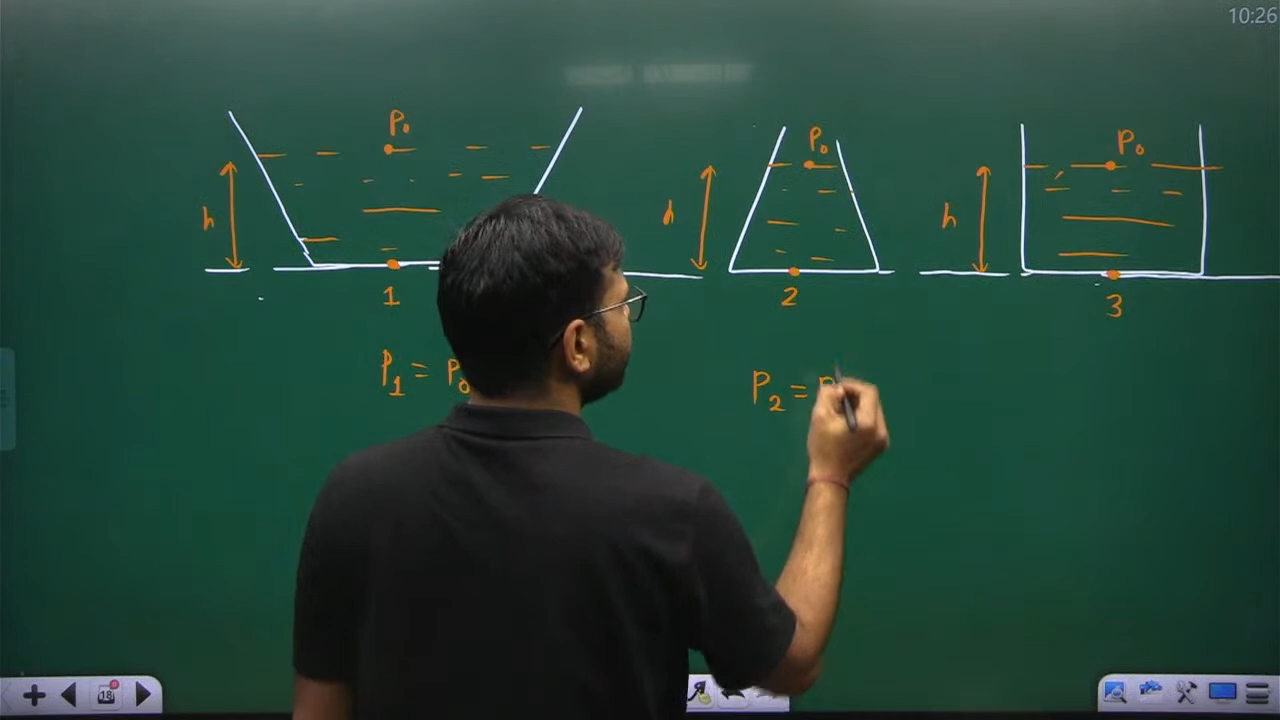 10:26
P₀ P₀ P₀
h h h
1 2 3
P₁ = P₀ P₂ =
18